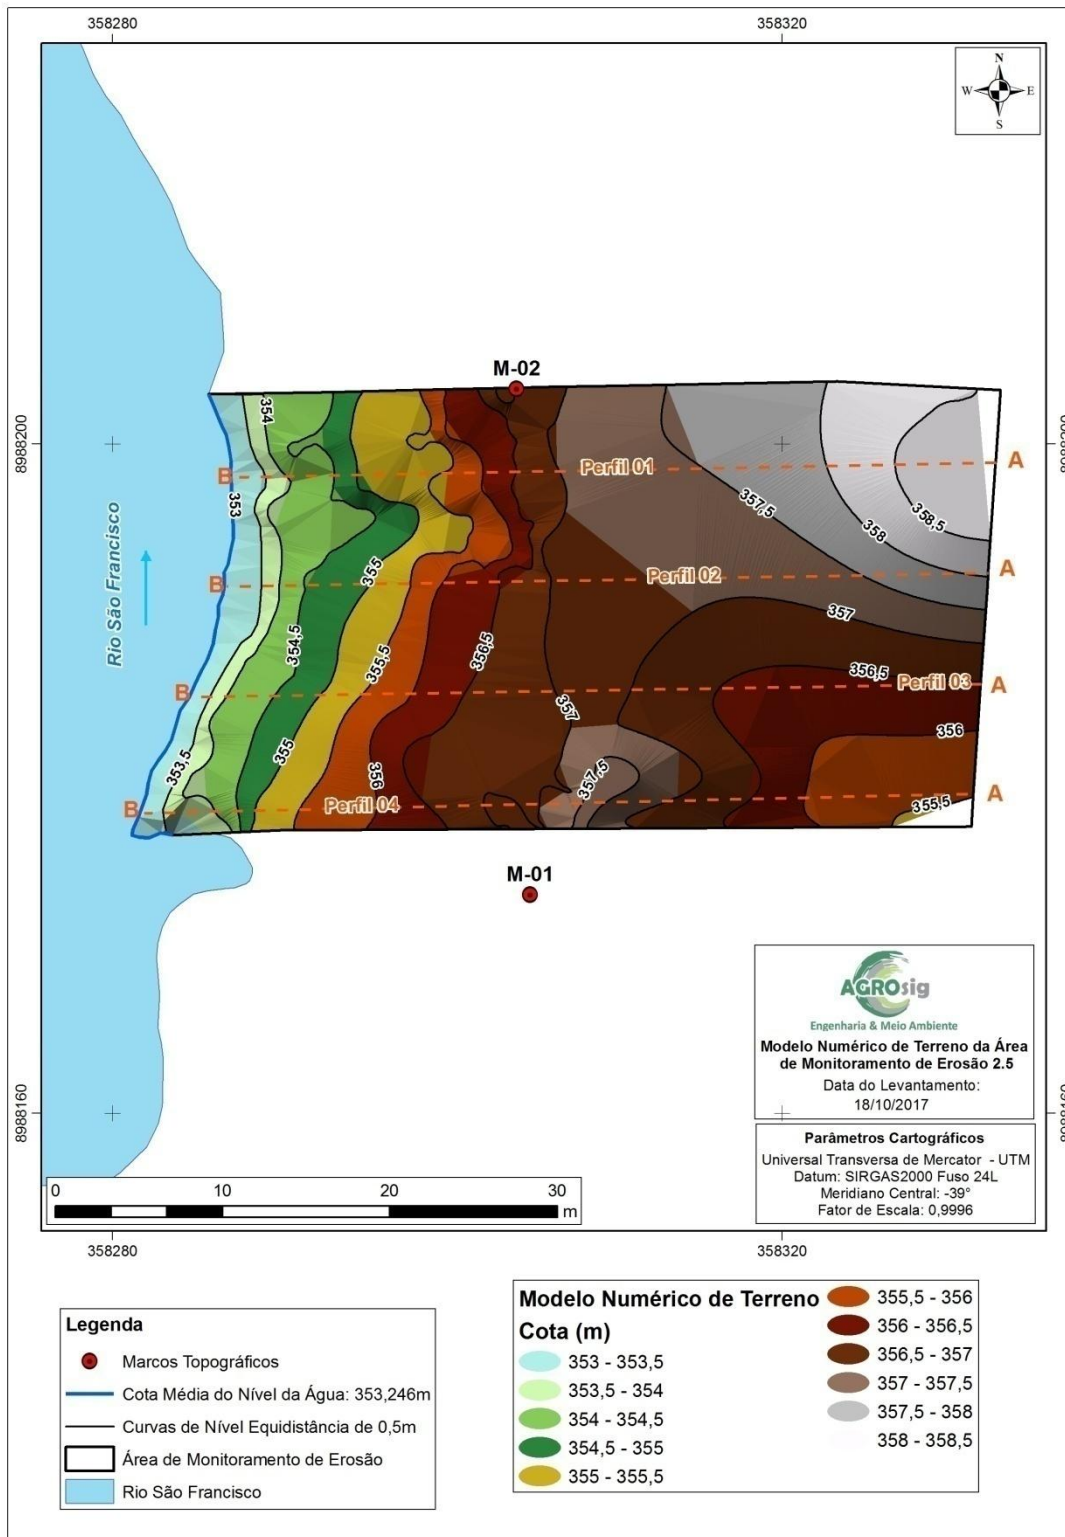 358280
358320
N
W
E
S
M-02
8988200
8988200
354
Perfil 01
B
A
353
357,5
358,5
358
Perfil 02
B
A
355
354,5
357
355,5
356,5
356,5
Perfil 03
B
A
357
356
353,5
355
356
357,5
Perfil 04
B
A
355,5
Rio São Francisco
M-01
AGROsig
Engenharia & Meio Ambiente
Modelo Numérico de Terreno da Área
de Monitoramento de Erosão 2.5
Data do Levantamento:
18/10/2017
8988160
8988160
Parâmetros Cartográficos
Universal Transversa de Mercator - UTM
Datum: SIRGAS2000 Fuso 24L
Meridiano Central: -39°
Fator de Escala: 0,9996
0
10
20
30
m
358280
358320
Legenda
Marcos Topográficos
Cota Média do Nível da Água: 353,246m
Curvas de Nível Equidistância de 0,5m
Área de Monitoramento de Erosão
Rio São Francisco
Modelo Numérico de Terreno
Cota (m)
353 - 353,5
353,5 - 354
354 - 354,5
354,5 - 355
355 - 355,5
355,5 - 356
356 - 356,5
356,5 - 357
357 - 357,5
357,5 - 358
358 - 358,5